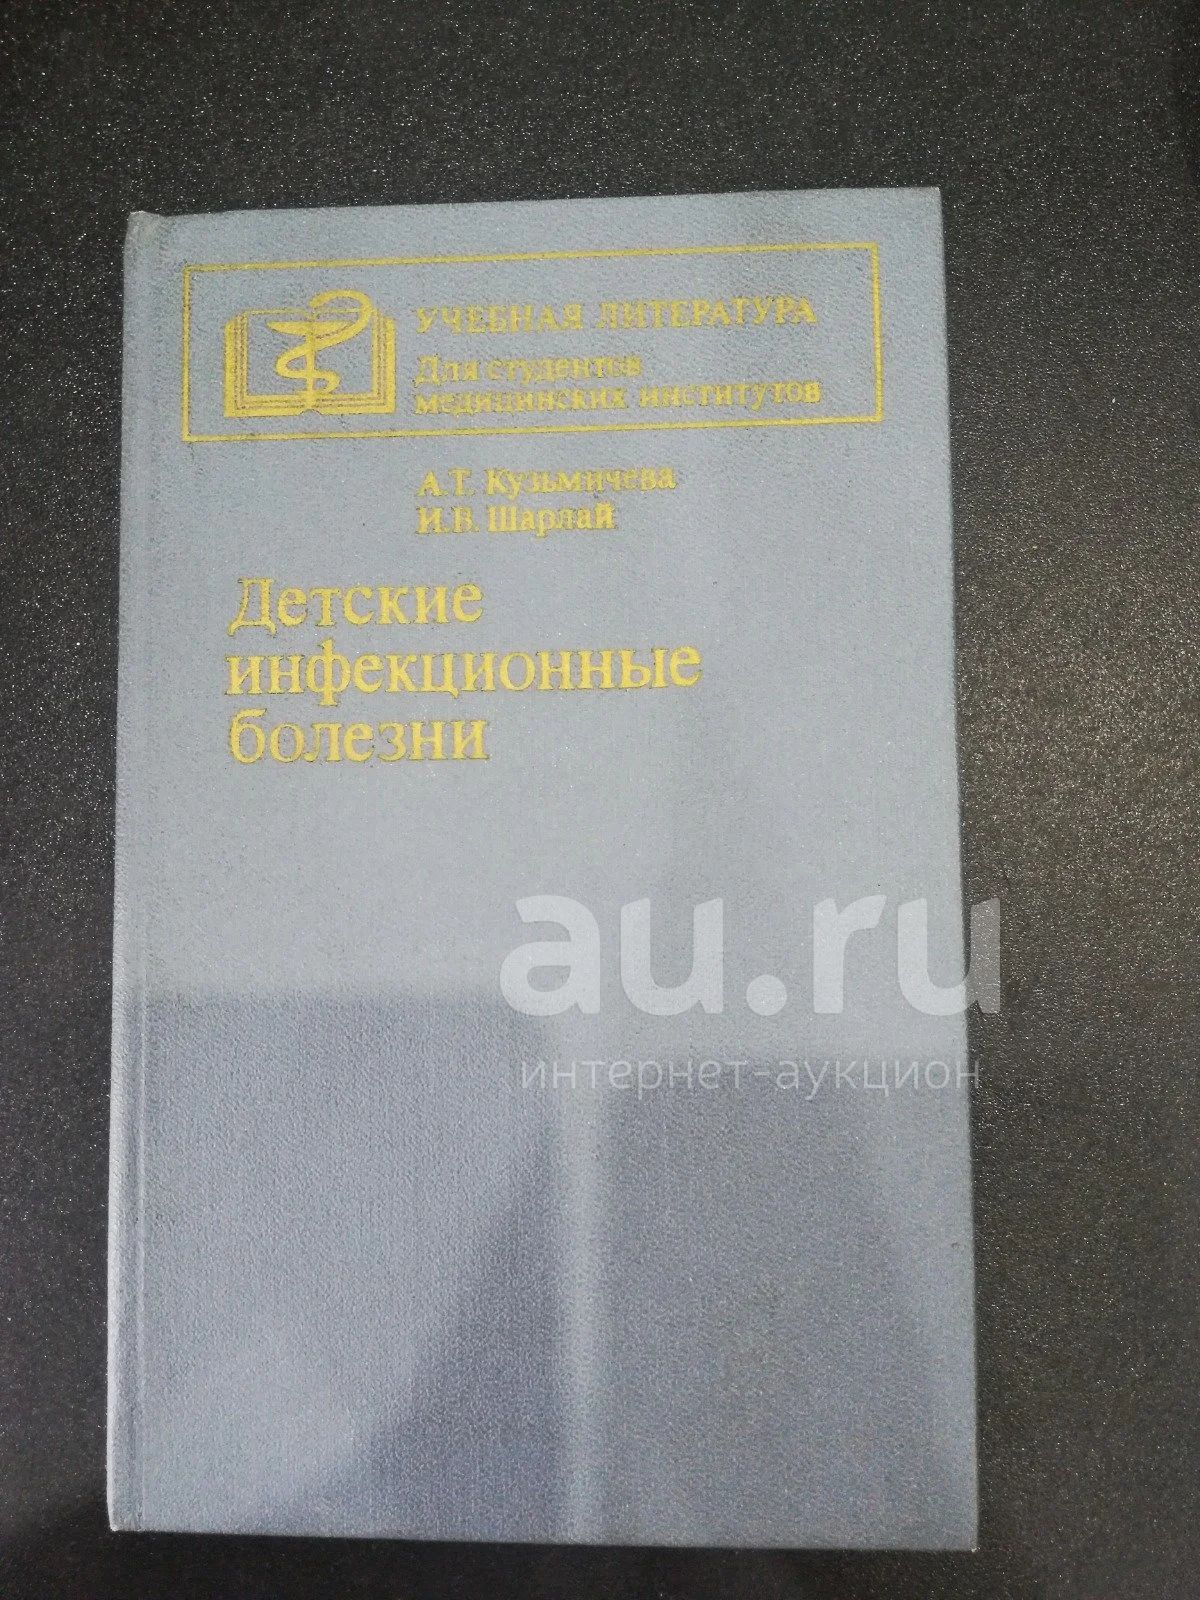 УЧЕБНАЯ ЛИТЕРАТУРА
Для студентов
медицинских институтов
А.Т. Кузьмичева
И.В. Шарлай
Детские
инфекционные
болезни
au.ru
интернет-аукцион